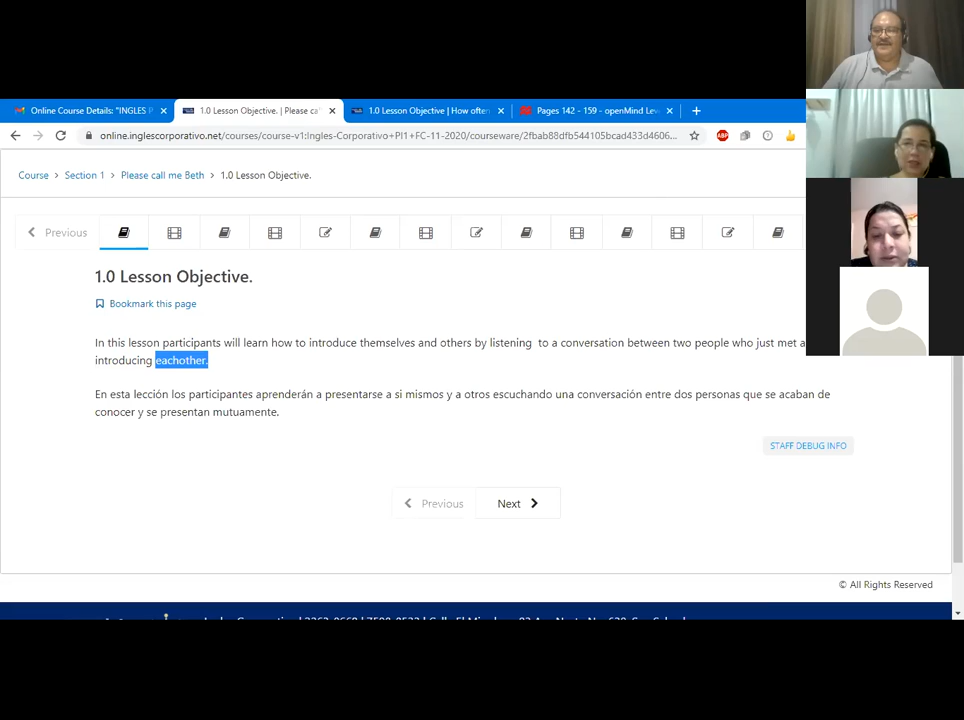 Online Course Details: "INGLES P
1.0 Lesson Objective. | Please ca
1.0 Lesson Objective | How often
Pages 142 - 159 - openMind Lev
online.inglescorporativo.net/courses/course-v1:Ingles-Corporativo+PI1+FC-11-2020/courseware/2fbab88dfb544105bcad433d4606...
ABP
Course > Section 1 > Please call me Beth > 1.0 Lesson Objective.
Previous
1.0 Lesson Objective.
Bookmark this page
In this lesson participants will learn how to introduce themselves and others by listening to a conversation between two people who just met a
introducing eachother.
En esta lección los participantes aprenderán a presentarse a si mismos y a otros escuchando una conversación entre dos personas que se acaban de
conocer y se presentan mutuamente.
STAFF DEBUG INFO
Previous
Next
© All Rights Reserved